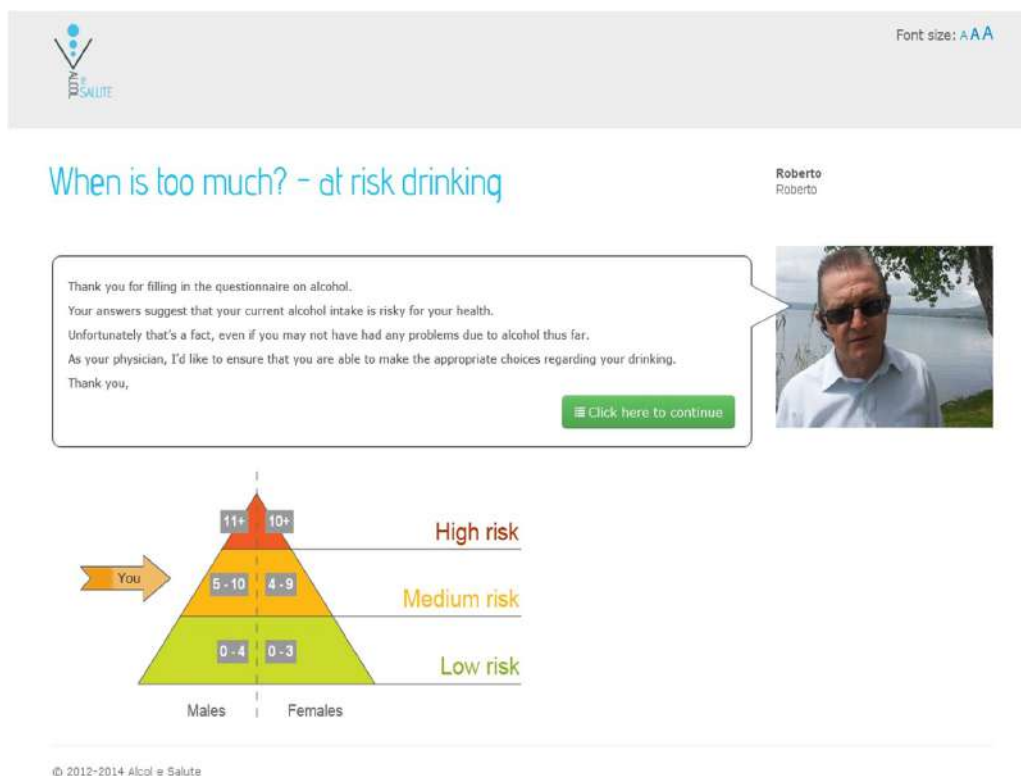 Font size: A A A
ALCOL e
SALUTE
When is too much? - at risk drinking
Roberto
Roberto
Thank you for filling in the questionnaire on alcohol.
Your answers suggest that your current alcohol intake is risky for your health.
Unfortunately that's a fact, even if you may not have had any problems due to alcohol thus far.
As your physician, I'd like to ensure that you are able to make the appropriate choices regarding your drinking.
Thank you,
Click here to continue
11+ 10+ High risk
You 5 - 10 4 - 9 Medium risk
0 - 4 0 - 3 Low risk
Males Females
© 2012-2014 Alcol e Salute